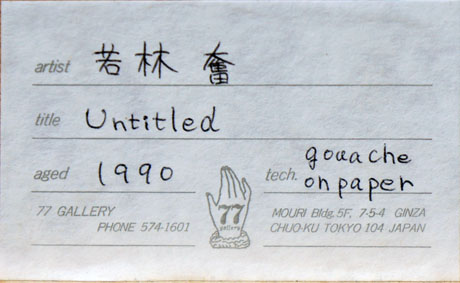 artist 若林 奮
title Untitled
aged 1990
tech. gouache
on paper
77 GALLERY
PHONE 574-1601
77
GALLERY
MOURI Bldg. 5F, 7-5-4 GINZA
CHUO-KU TOKYO 104 JAPAN